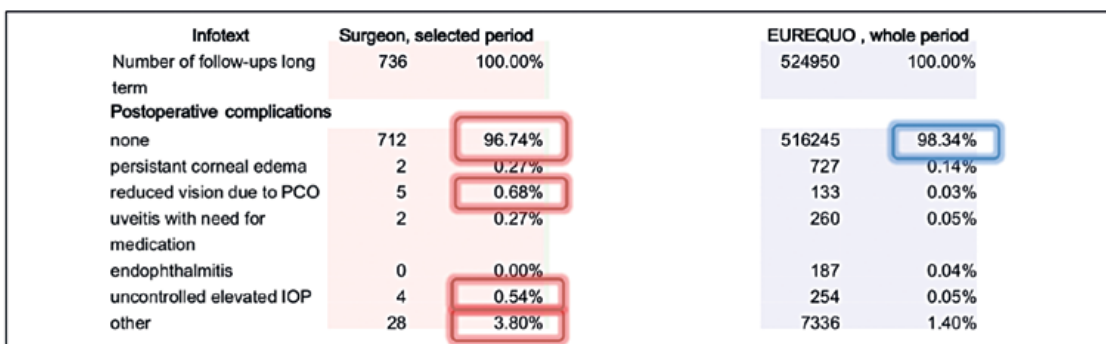 Infotext Surgeon, selected period EUREQUO , whole period
Number of follow-ups long 736 100.00% 524950 100.00%
term
Postoperative complications
none 712 96.74% 516245 98.34%
persistant corneal edema 2 0.27% 727 0.14%
reduced vision due to PCO 5 0.68% 133 0.03%
uveitis with need for 2 0.27% 260 0.05%
medication
endophthalmitis 0 0.00% 187 0.04%
uncontrolled elevated IOP 4 0.54% 254 0.05%
other 28 3.80% 7336 1.40%